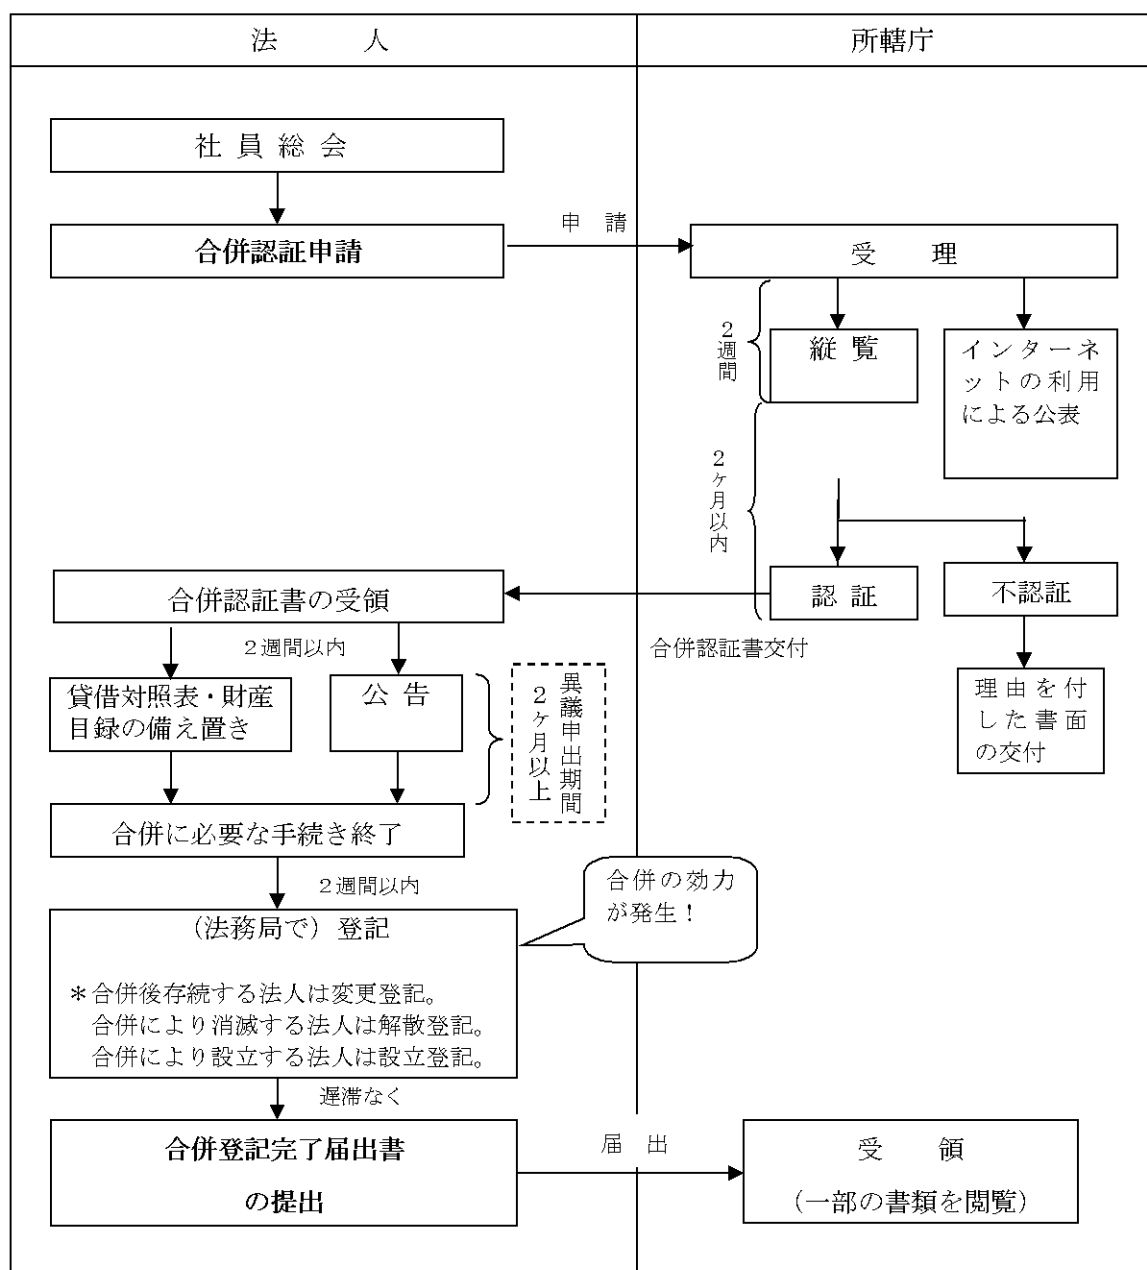 法　　　人
所轄庁
社 員 総 会
合併認証申請
申　請
受　　理
2週間
縦 覧
インターネ
ットの利用
による公表
2ヶ月以内
認 証
不認証
合併認証書の受領
合併認証書交付
2週間以内
貸借対照表・財産
目録の備え置き
公 告
異議申出期間
2ヶ月以上
理由を付
した書面
の交付
合併に必要な手続き終了
2週間以内
合併の効力
が発生！
（法務局で）登記
＊合併後存続する法人は変更登記。
合併により消滅する法人は解散登記。
合併により設立する法人は設立登記。
遅滞なく
合併登記完了届出書
の提出
届　出
受　　領
（一部の書類を閲覧）